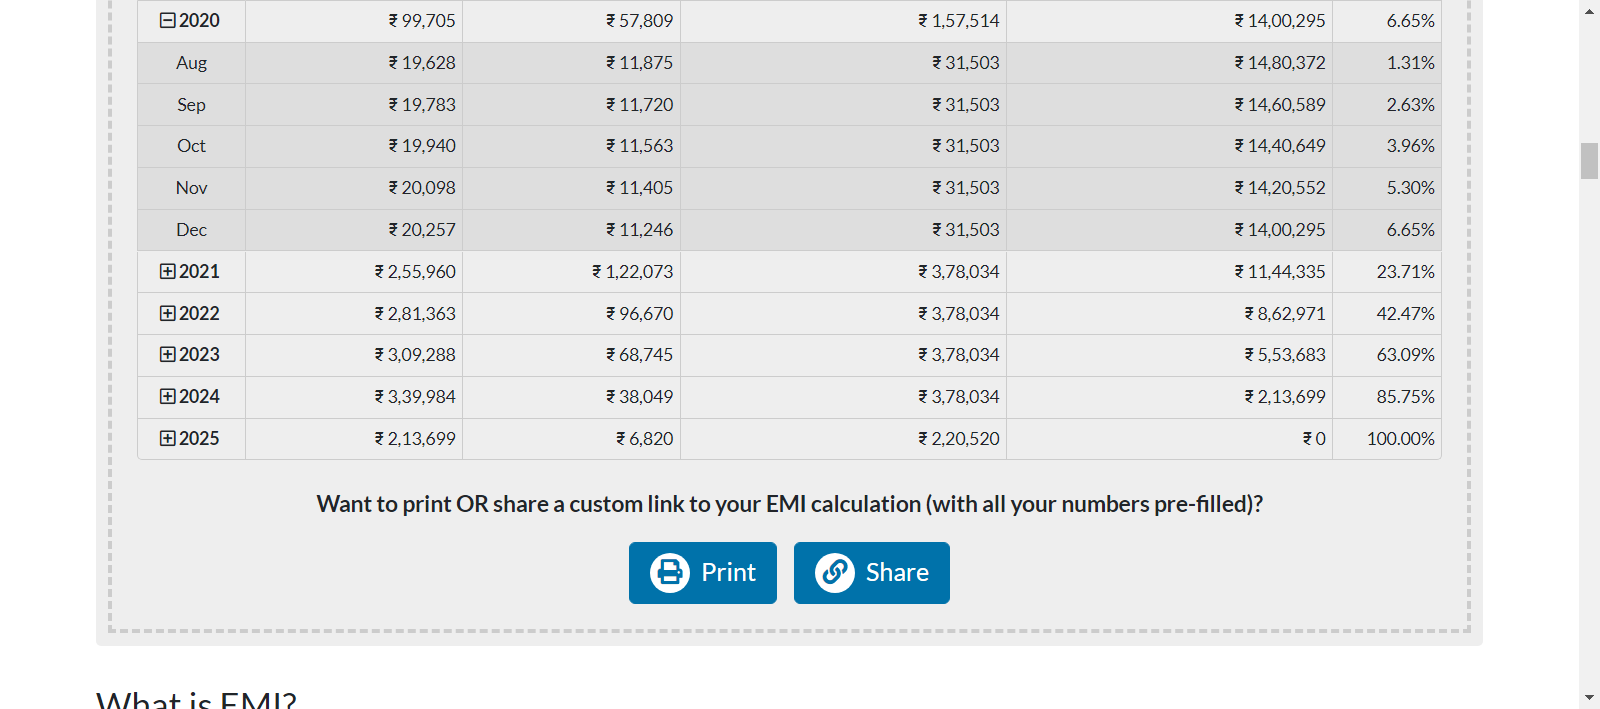 2020 ₹ 99,705 ₹ 57,809 ₹ 1,57,514 ₹ 14,00,295 6.65%
Aug ₹ 19,628 ₹ 11,875 ₹ 31,503 ₹ 14,80,372 1.31%
Sep ₹ 19,783 ₹ 11,720 ₹ 31,503 ₹ 14,60,589 2.63%
Oct ₹ 19,940 ₹ 11,563 ₹ 31,503 ₹ 14,40,649 3.96%
Nov ₹ 20,098 ₹ 11,405 ₹ 31,503 ₹ 14,20,552 5.30%
Dec ₹ 20,257 ₹ 11,246 ₹ 31,503 ₹ 14,00,295 6.65%
2021 ₹ 2,55,960 ₹ 1,22,073 ₹ 3,78,034 ₹ 11,44,335 23.71%
2022 ₹ 2,81,363 ₹ 96,670 ₹ 3,78,034 ₹ 8,62,971 42.47%
2023 ₹ 3,09,288 ₹ 68,745 ₹ 3,78,034 ₹ 5,53,683 63.09%
2024 ₹ 3,39,984 ₹ 38,049 ₹ 3,78,034 ₹ 2,13,699 85.75%
2025 ₹ 2,13,699 ₹ 6,820 ₹ 2,20,520 ₹ 0 100.00%
Want to print OR share a custom link to your EMI calculation (with all your numbers pre-filled)?
Print Share
What is EMI?